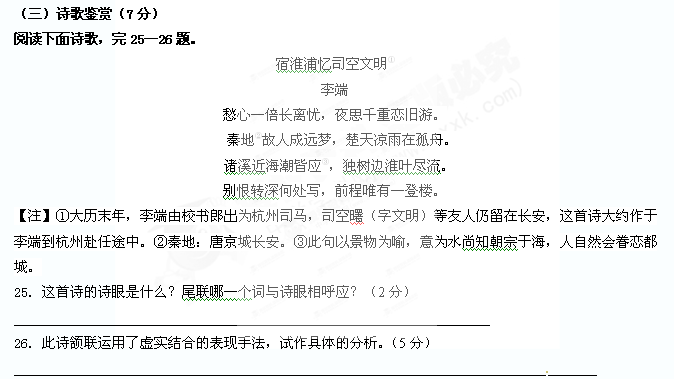 （三）诗歌鉴赏（7分）
阅读下面诗歌，完25—26题。
宿淮浦忆司空文明①
李端
愁心一倍长离忧，夜思千重恋旧游。
秦地②故人成远梦，楚天凉雨在孤舟。
诸溪近海潮皆应③，独树边淮叶尽流。
别恨转深何处写，前程唯有一登楼。
【注】①大历末年，李端由校书郎出为杭州司马，司空曙（字文明）等友人仍留在长安，这首诗大约作于
李端到杭州赴任途中。②秦地：唐京城长安。③此句以景物为喻，意为水尚知朝宗于海，人自然会眷恋都
城。
25．这首诗的诗眼是什么？尾联哪一个词与诗眼相呼应？（2分）
26．此诗颔联运用了虚实结合的表现手法，试作具体的分析。（5分）